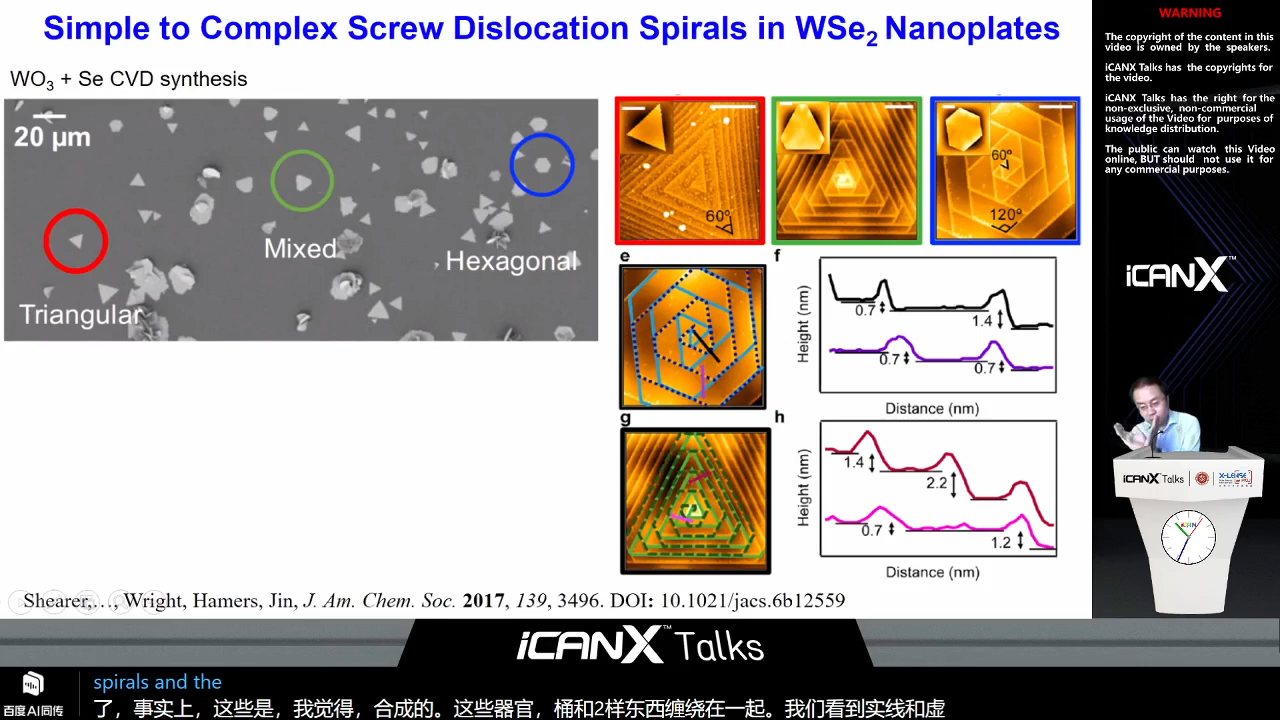 Simple to Complex Screw Dislocation Spirals in WSe2 Nanoplates
WO3 + Se CVD synthesis
20 μm
Mixed
Hexagonal
Triangular
60°
60°
120°
e
f
Height (nm)
0.7
1.4
0.7
0.7
Distance (nm)
g
h
Height (nm)
1.4
2.2
0.7
1.2
Distance (nm)
Shearer,…, Wright, Hamers, Jin, J. Am. Chem. Soc. 2017, 139, 3496. DOI: 10.1021/jacs.6b12559
WARNING
The copyright of the content in this
video is owned by the speakers.
iCANX Talks has the copyrights for
the video.
iCANX Talks has the right for the
non-exclusive, non-commercial
usage of the Video for purposes of
knowledge distribution.
The public can watch this Video
online, BUT should not use it for
any commercial purposes.
iCANX™
iCANX Talks
X-LENSE
iCANX™ Talks
百度AI同传
spirals and the
了，事实上，这些是，我觉得，合成的。这些器官，桶和2样东西缠绕在一起。我们看到实线和虚